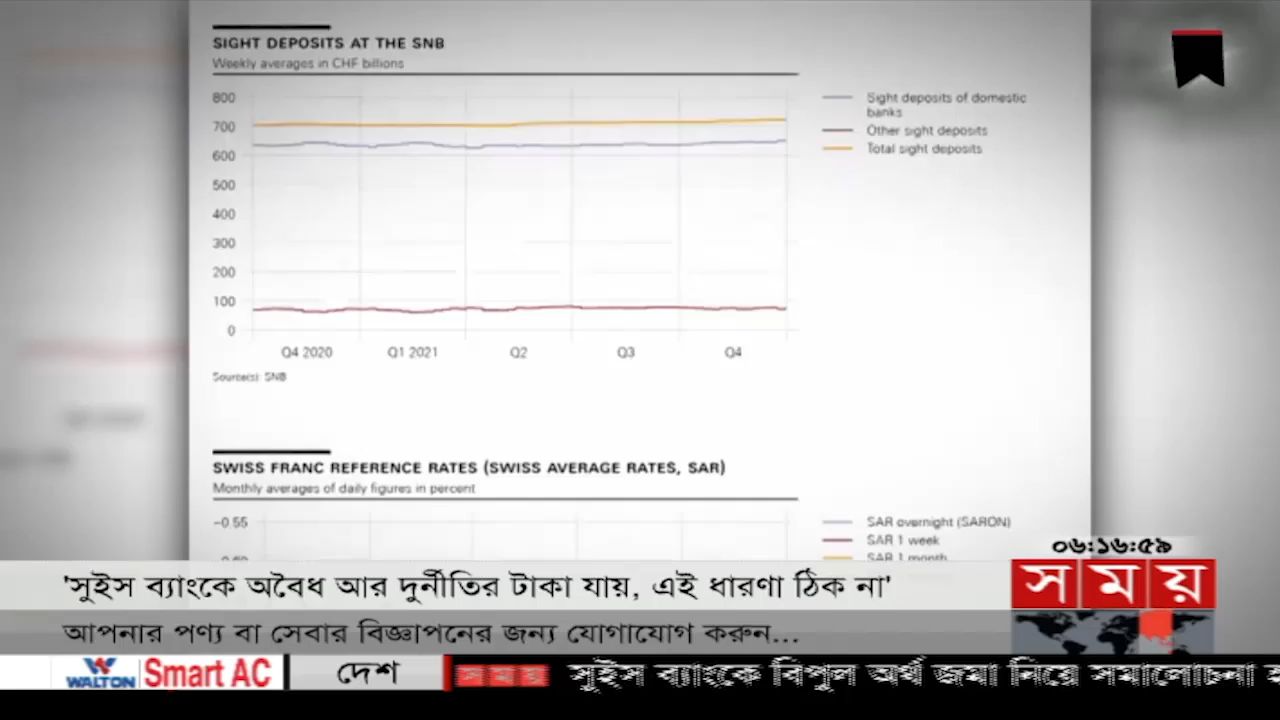 SIGHT DEPOSITS AT THE SNB
Weekly averages in CHF billions
800
700
600
500
400
300
200
100
0
Q4 2020 Q1 2021 Q2 Q3 Q4
Sight deposits of domestic
banks
Other sight deposits
Total sight deposits
Source(s): SNB
SWISS FRANC REFERENCE RATES (SWISS AVERAGE RATES, SAR)
Monthly averages of daily figures in percent
−0.55
SAR overnight (SARON)
SAR 1 week
SAR 1 month
০৬:১৬:৫৯
সময়
'সুইস ব্যাংকে অবৈধ আর দুর্নীতির টাকা যায়, এই ধারণা ঠিক না'
আপনার পণ্য বা সেবার বিজ্ঞাপনের জন্য যোগাযোগ করুন...
WALTON Smart AC দেশ সময় সুইস ব্যাংকে বিপুল অর্থ জমা নিয়ে সমালোচনা